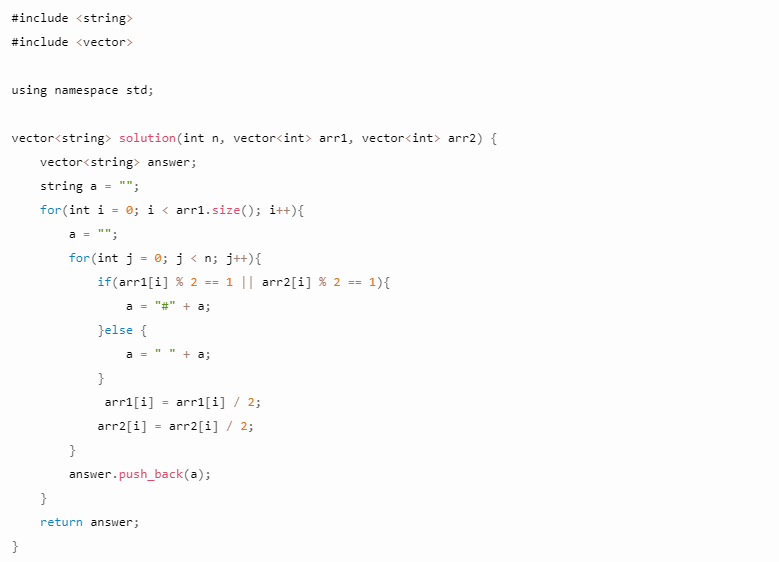 #include <string>
#include <vector>

using namespace std;

vector<string> solution(int n, vector<int> arr1, vector<int> arr2) {
    vector<string> answer;
    string a = "";
    for(int i = 0; i < arr1.size(); i++){
        a = "";
        for(int j = 0; j < n; j++){
            if(arr1[i] % 2 == 1 || arr2[i] % 2 == 1){
                a = "#" + a;
            }else {
                a = " " + a;
            }
             arr1[i] = arr1[i] / 2;
            arr2[i] = arr2[i] / 2;
        }
        answer.push_back(a);
    }
    return answer;
}